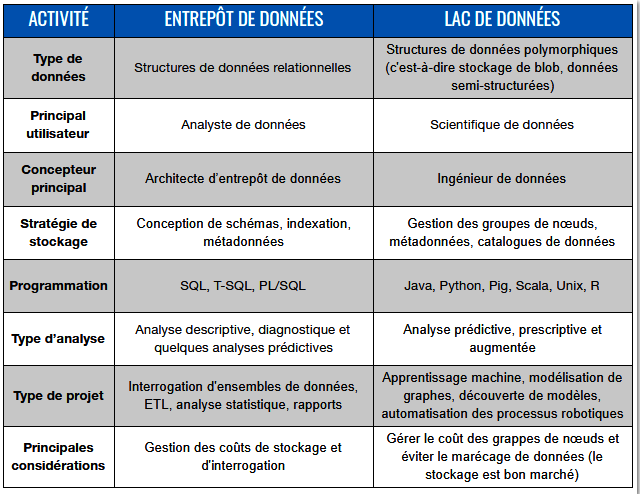 ACTIVITÉ ENTREPÔT DE DONNÉES LAC DE DONNÉES
Type de
données
Structures de données relationnelles
Structures de données polymorphiques
(c'est-à-dire stockage de blob, données
semi-structurées)
Principal
utilisateur
Analyste de données
Scientifique de données
Concepteur
principal
Architecte d'entrepôt de données
Ingénieur de données
Stratégie de
stockage
Conception de schémas, indexation,
métadonnées
Gestion des groupes de nœuds,
métadonnées, catalogues de données
Programmation
SQL, T-SQL, PL/SQL
Java, Python, Pig, Scala, Unix, R
Type d'analyse
Analyse descriptive, diagnostique et
quelques analyses prédictives
Analyse prédictive, prescriptive et
augmentée
Type de projet
Interrogation d'ensembles de données,
ETL, analyse statistique, rapports
Apprentissage machine, modélisation de
graphes, découverte de modèles,
automatisation des processus robotiques
Principales
considérations
Gestion des coûts de stockage et
d'interrogation
Gérer le coût des grappes de nœuds et
éviter le marécage de données (le
stockage est bon marché)